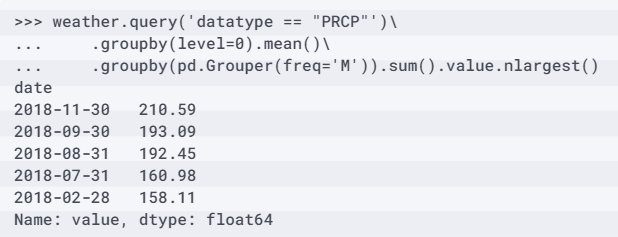 >>> weather.query('datatype == "PRCP"')\
...     .groupby(level=0).mean()\
...     .groupby(pd.Grouper(freq='M')).sum().value.nlargest()
date
2018-11-30   210.59
2018-09-30   193.09
2018-08-31   192.45
2018-07-31   160.98
2018-02-28   158.11
Name: value, dtype: float64